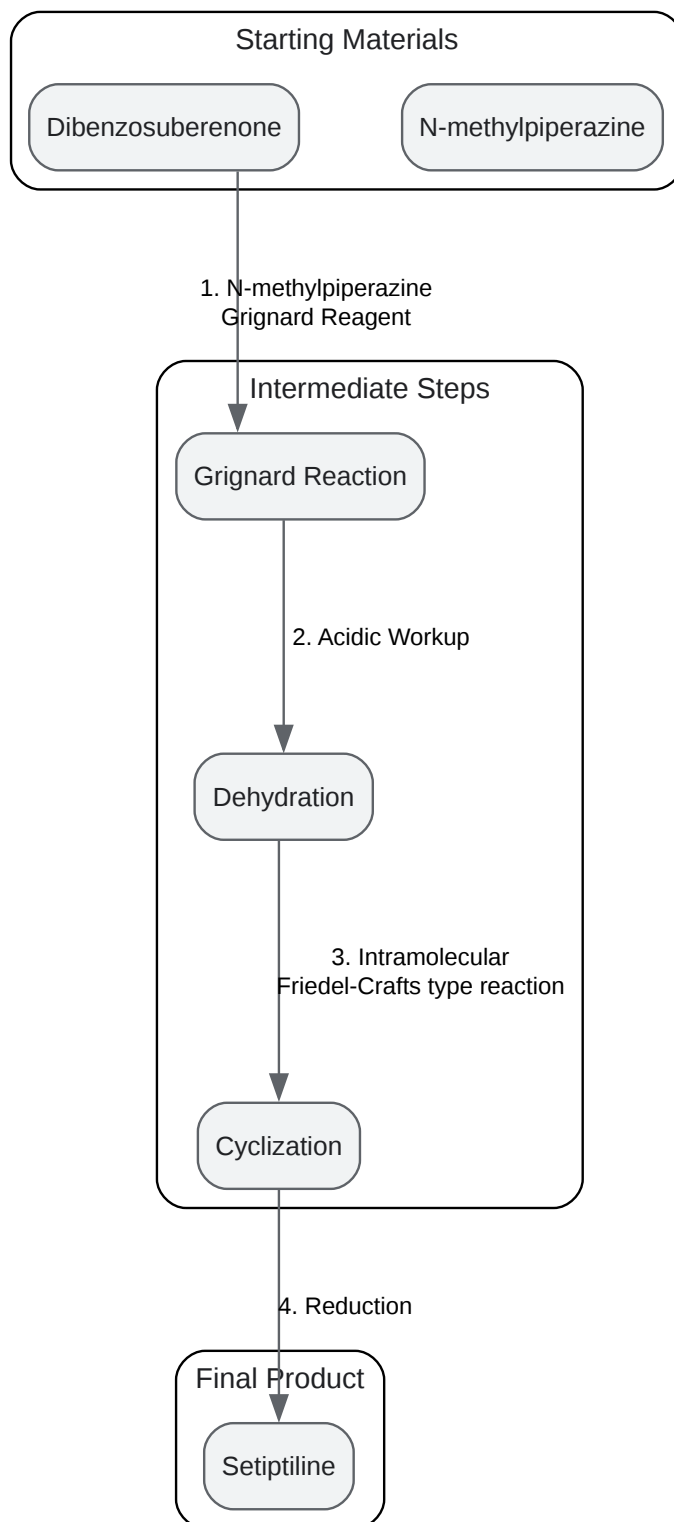 Starting Materials
Dibenzosuberenone
N-methylpiperazine
1. N-methylpiperazine
Grignard Reagent
Intermediate Steps
Grignard Reaction
2. Acidic Workup
Dehydration
3. Intramolecular
Friedel-Crafts type reaction
Cyclization
4. Reduction
Final Product
Setiptiline